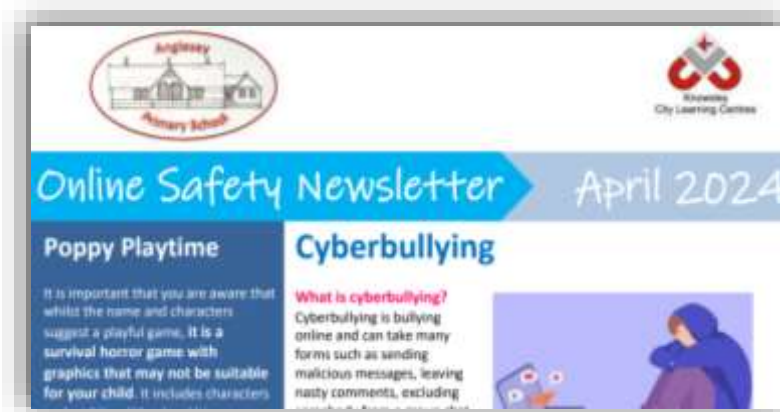 Anglesey
Primary School
Knowsley
City Learning Centres
Online Safety Newsletter
April 2024
Poppy Playtime
It is important that you are aware that
whilst the name and characters
suggest a playful game, it is a
survival horror game with
graphics that may not be suitable
for your child. It includes characters
Cyberbullying
What is cyberbullying?
Cyberbullying is bullying
online and can take many
forms such as sending
malicious messages, leaving
nasty comments, excluding